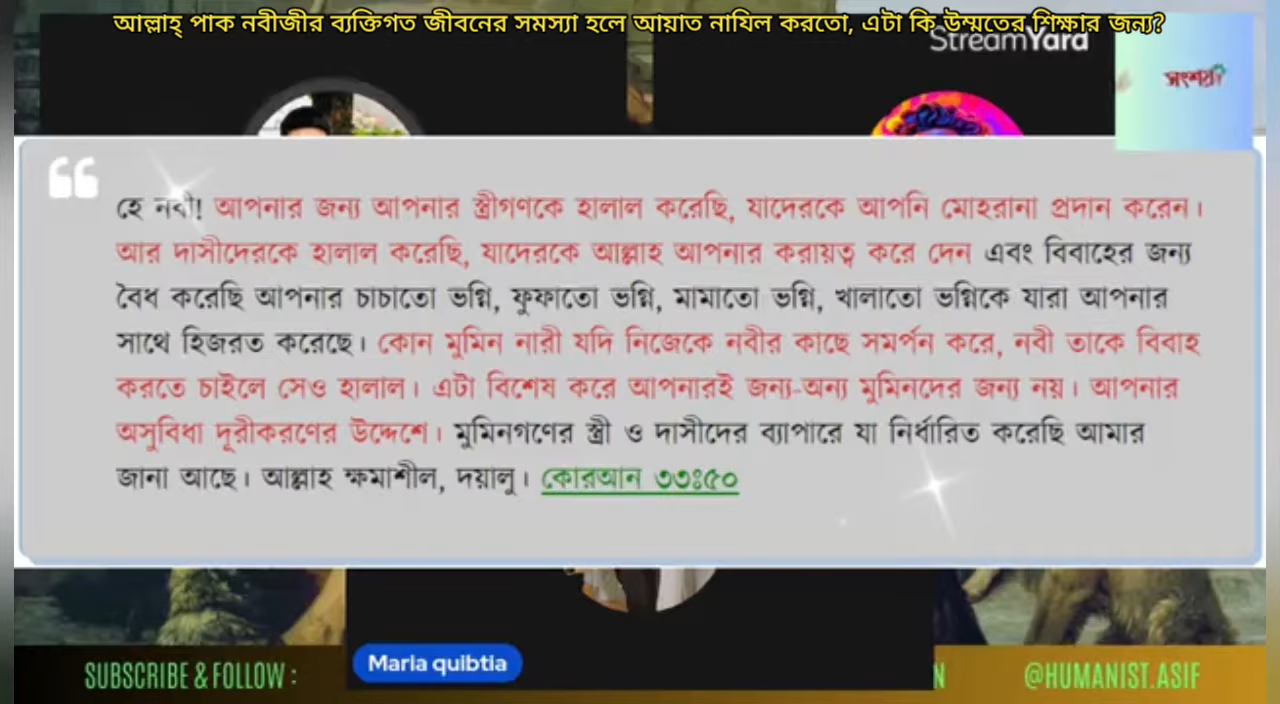 আল্লাহ্ পাক নবীজীর ব্যক্তিগত জীবনের সমস্যা হলে আয়াত নাযিল করতো, এটা কি উম্মতের শিক্ষার জন্য?
StreamYard
সংশয়
হে নবী! আপনার জন্য আপনার স্ত্রীগণকে হালাল করেছি, যাদেরকে আপনি মোহরানা প্রদান করেন।
আর দাসীদেরকে হালাল করেছি, যাদেরকে আল্লাহ আপনার করায়ত্ব করে দেন এবং বিবাহের জন্য
বৈধ করেছি আপনার চাচাতো ভগ্নি, ফুফাতো ভগ্নি, মামাতো ভগ্নি, খালাতো ভগ্নিকে যারা আপনার
সাথে হিজরত করেছে। কোন মুমিন নারী যদি নিজেকে নবীর কাছে সমর্পন করে, নবী তাকে বিবাহ
করতে চাইলে সেও হালাল। এটা বিশেষ করে আপনারই জন্য-অন্য মুমিনদের জন্য নয়। আপনার
অসুবিধা দূরীকরণের উদ্দেশে। মুমিনগণের স্ত্রী ও দাসীদের ব্যাপারে যা নির্ধারিত করেছি আমার
জানা আছে। আল্লাহ ক্ষমাশীল, দয়ালু। কোরআন ৩৩ঃ৫০
Maria quibtia
SUBSCRIBE & FOLLOW :
N
@HUMANIST.ASIF